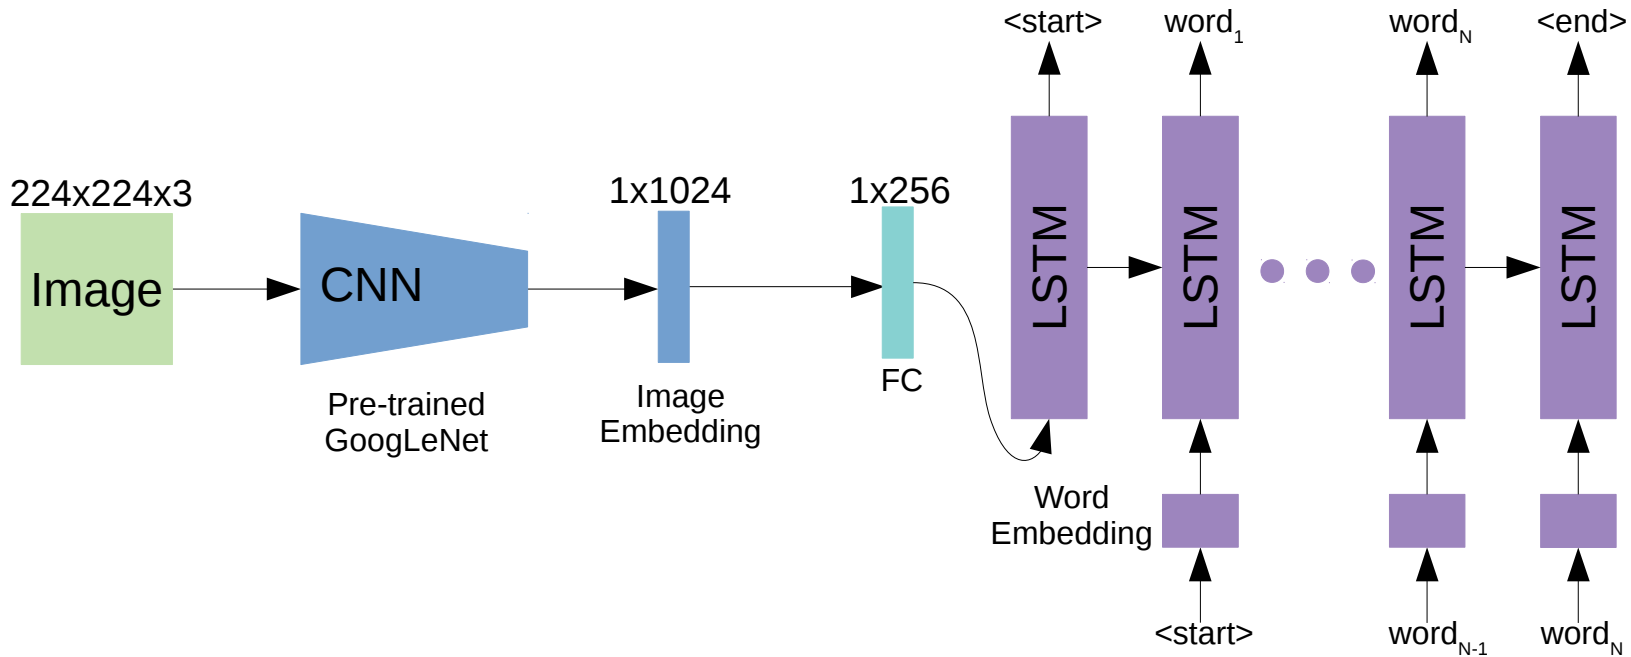 <start>
word1
wordN
<end>
224x224x3
1x1024
1x256
Image
CNN
LSTM
LSTM
LSTM
LSTM
Pre-trained
GoogLeNet
Image
Embedding
FC
Word
Embedding
<start>
wordN-1
wordN